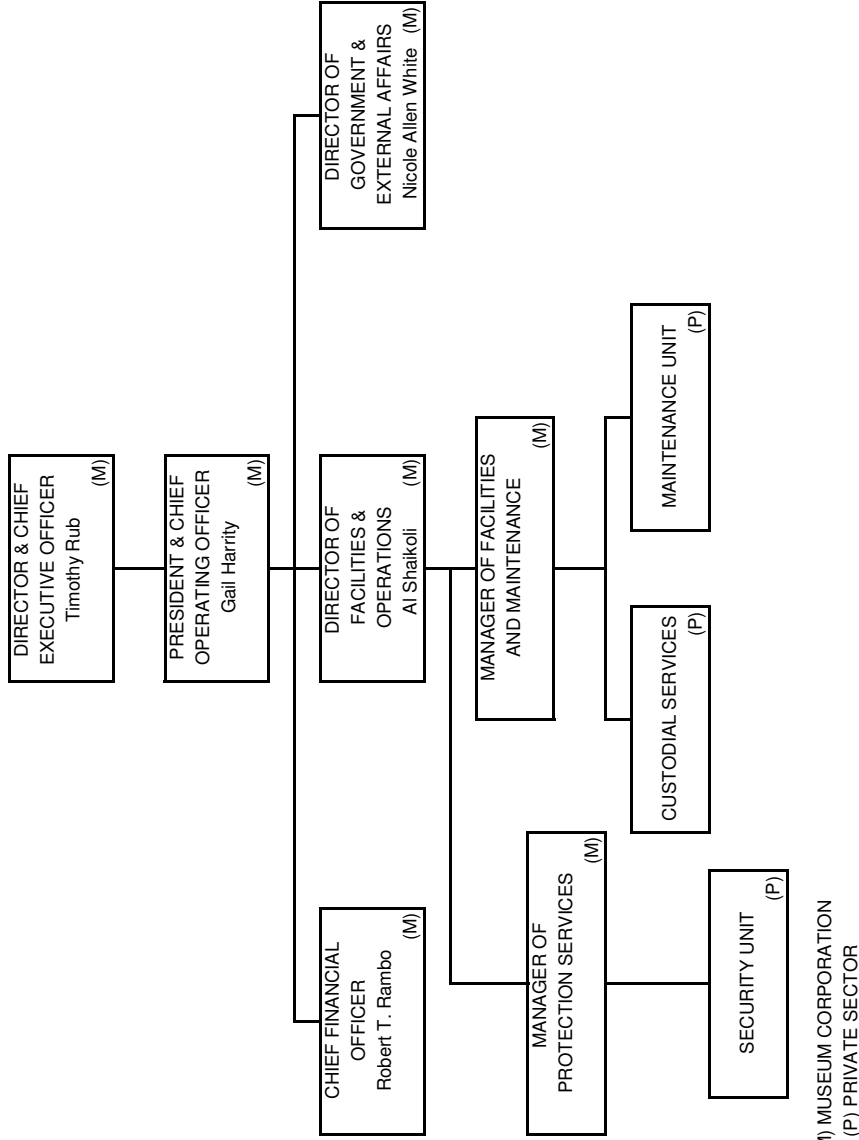 DIRECTOR & CHIEF
EXECUTIVE OFFICER
Timothy Rub
(M)
PRESIDENT & CHIEF
OPERATING OFFICER
Gail Harrity
(M)
CHIEF FINANCIAL
OFFICER
Robert T. Rambo
(M)
DIRECTOR OF
FACILITIES &
OPERATIONS
Al Shaikoli
(M)
DIRECTOR OF
GOVERNMENT &
EXTERNAL AFFAIRS
Nicole Allen White (M)
MANAGER OF
PROTECTION SERVICES
(M)
MANAGER OF FACILITIES
AND MAINTENANCE
(M)
SECURITY UNIT
(P)
CUSTODIAL SERVICES
(P)
MAINTENANCE UNIT
(P)
M) MUSEUM CORPORATION
(P) PRIVATE SECTOR